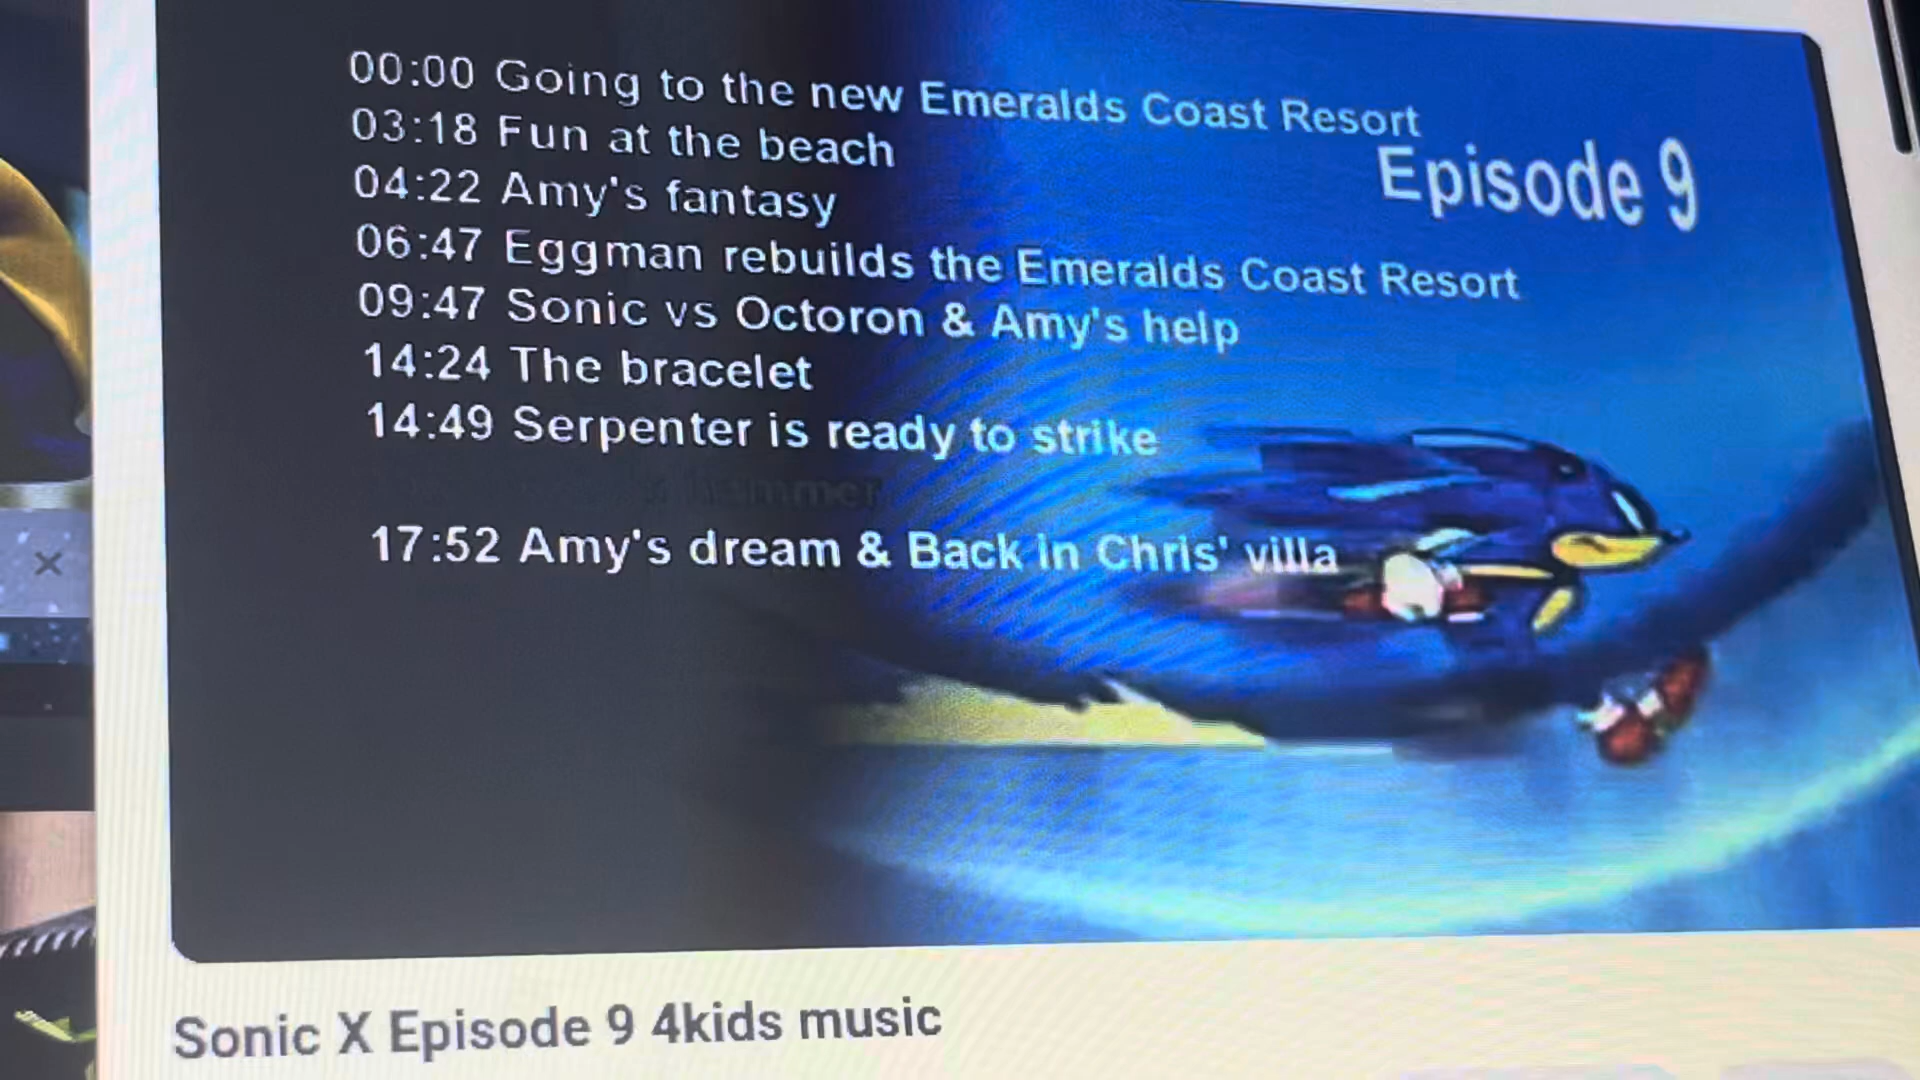 00:00 Going to the new Emeralds Coast Resort
03:18 Fun at the beach
Episode 9
04:22 Amy's fantasy
06:47 Eggman rebuilds the Emeralds Coast Resort
09:47 Sonic vs Octoron & Amy's help
14:24 The bracelet
14:49 Serpenter is ready to strike
hammer
17:52 Amy's dream & Back in Chris' villa
Sonic X Episode 9 4kids music